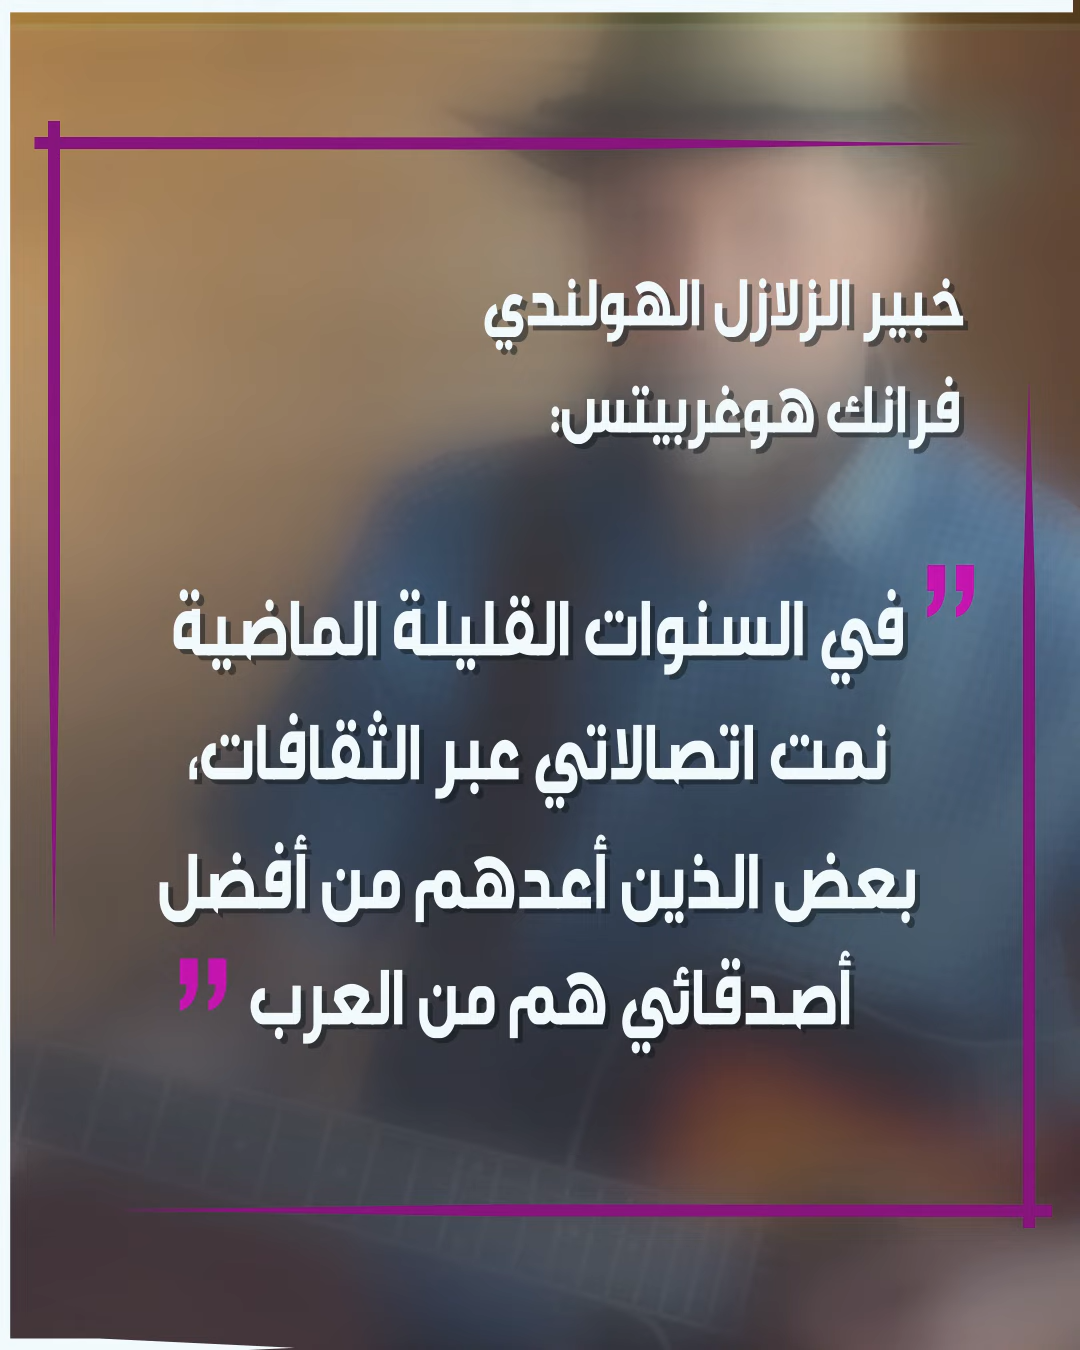 خبير الزلازل الهولندي
فرانك هوغربيتس:
”في السنوات القليلة الماضية
نمت اتصالاتي عبر الثقافات،
بعض الذين أعدهم من أفضل
أصدقائي هم من العرب”